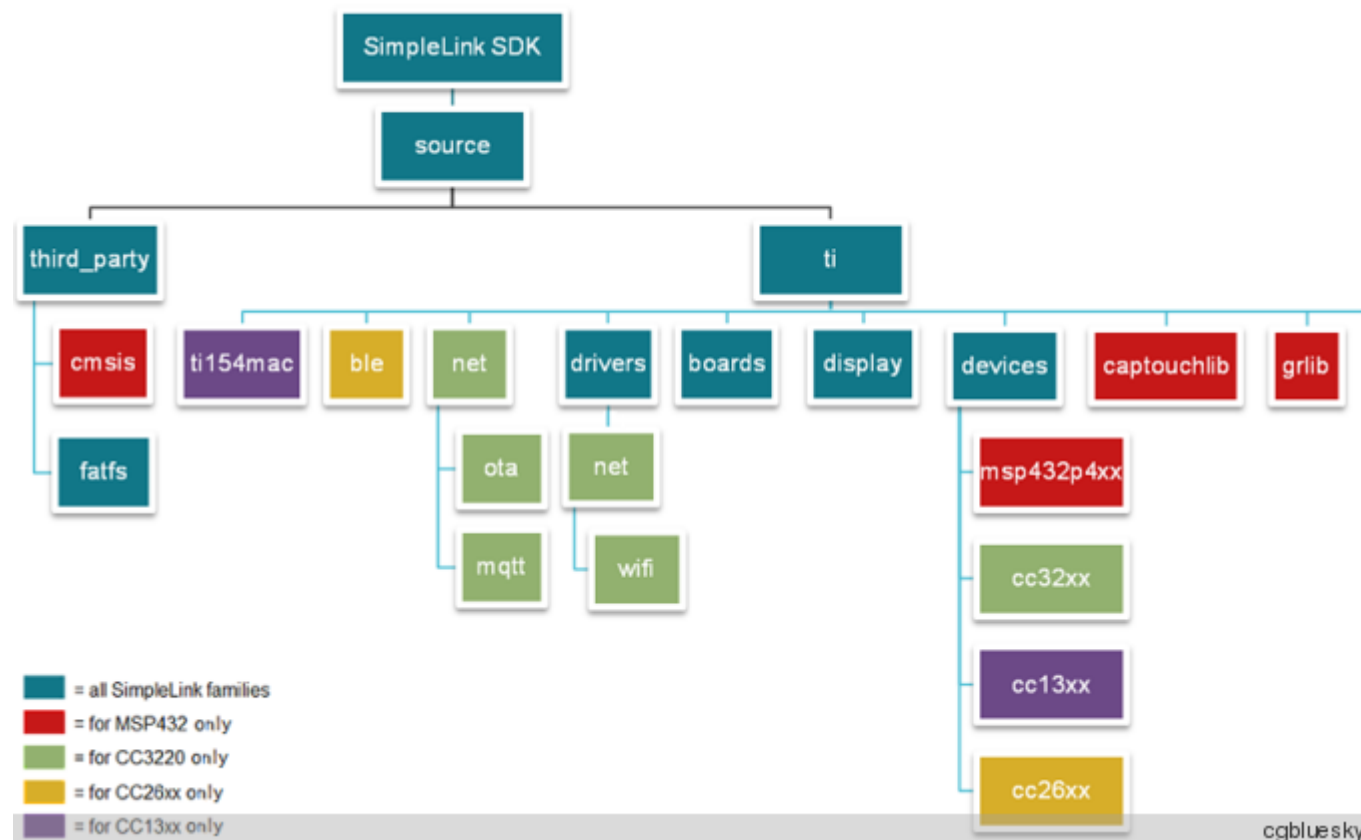 SimpleLink SDK
source
third_party
ti
cmsis
ti154mac
ble
net
drivers
boards
display
devices
captouchlib
grlib
fatfs
ota
net
msp432p4xx
mqtt
wifi
cc32xx
cc13xx
cc26xx
= all SimpleLink families
= for MSP432 only
= for CC3220 only
= for CC26xx only
= for CC13xx only
cgbluesky